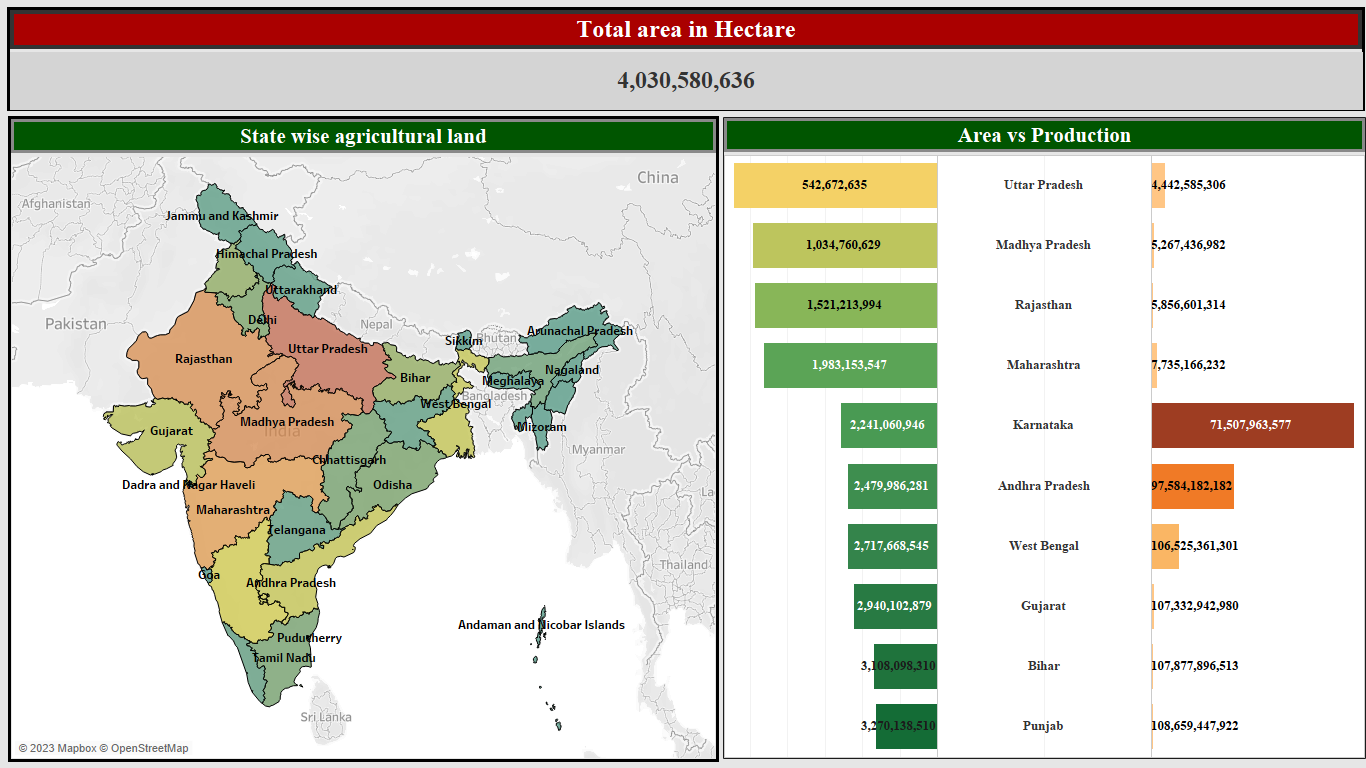 Total area in Hectare
4,030,580,636
State wise agricultural land
China
Afghanistan
Jammu and Kashmir
Himachal Pradesh
Uttarakhand
Pakistan
Delhi
Nepal
Arunachal Pradesh
Sikkim
Bhutan
Rajasthan
Uttar Pradesh
Nagaland
Bihar
Meghalaya
Bangladesh
West Bengal
Madhya Pradesh
India
Gujarat
Mizoram
Myanmar
Chhattisgarh
Dadra and Nagar Haveli
Odisha
La
Maharashtra
Telangana
Thailand
Goa
Andhra Pradesh
Andaman and Nicobar Islands
Puducherry
Tamil Nadu
Sri Lanka
© 2023 Mapbox © OpenStreetMap
Area vs Production
542,672,635 Uttar Pradesh 4,442,585,306
1,034,760,629 Madhya Pradesh 5,267,436,982
1,521,213,994 Rajasthan 5,856,601,314
1,983,153,547 Maharashtra 7,735,166,232
2,241,060,946 Karnataka 71,507,963,577
2,479,986,281 Andhra Pradesh 97,584,182,182
2,717,668,545 West Bengal 106,525,361,301
2,940,102,879 Gujarat 107,332,942,980
3,108,098,310 Bihar 107,877,896,513
3,270,138,510 Punjab 108,659,447,922